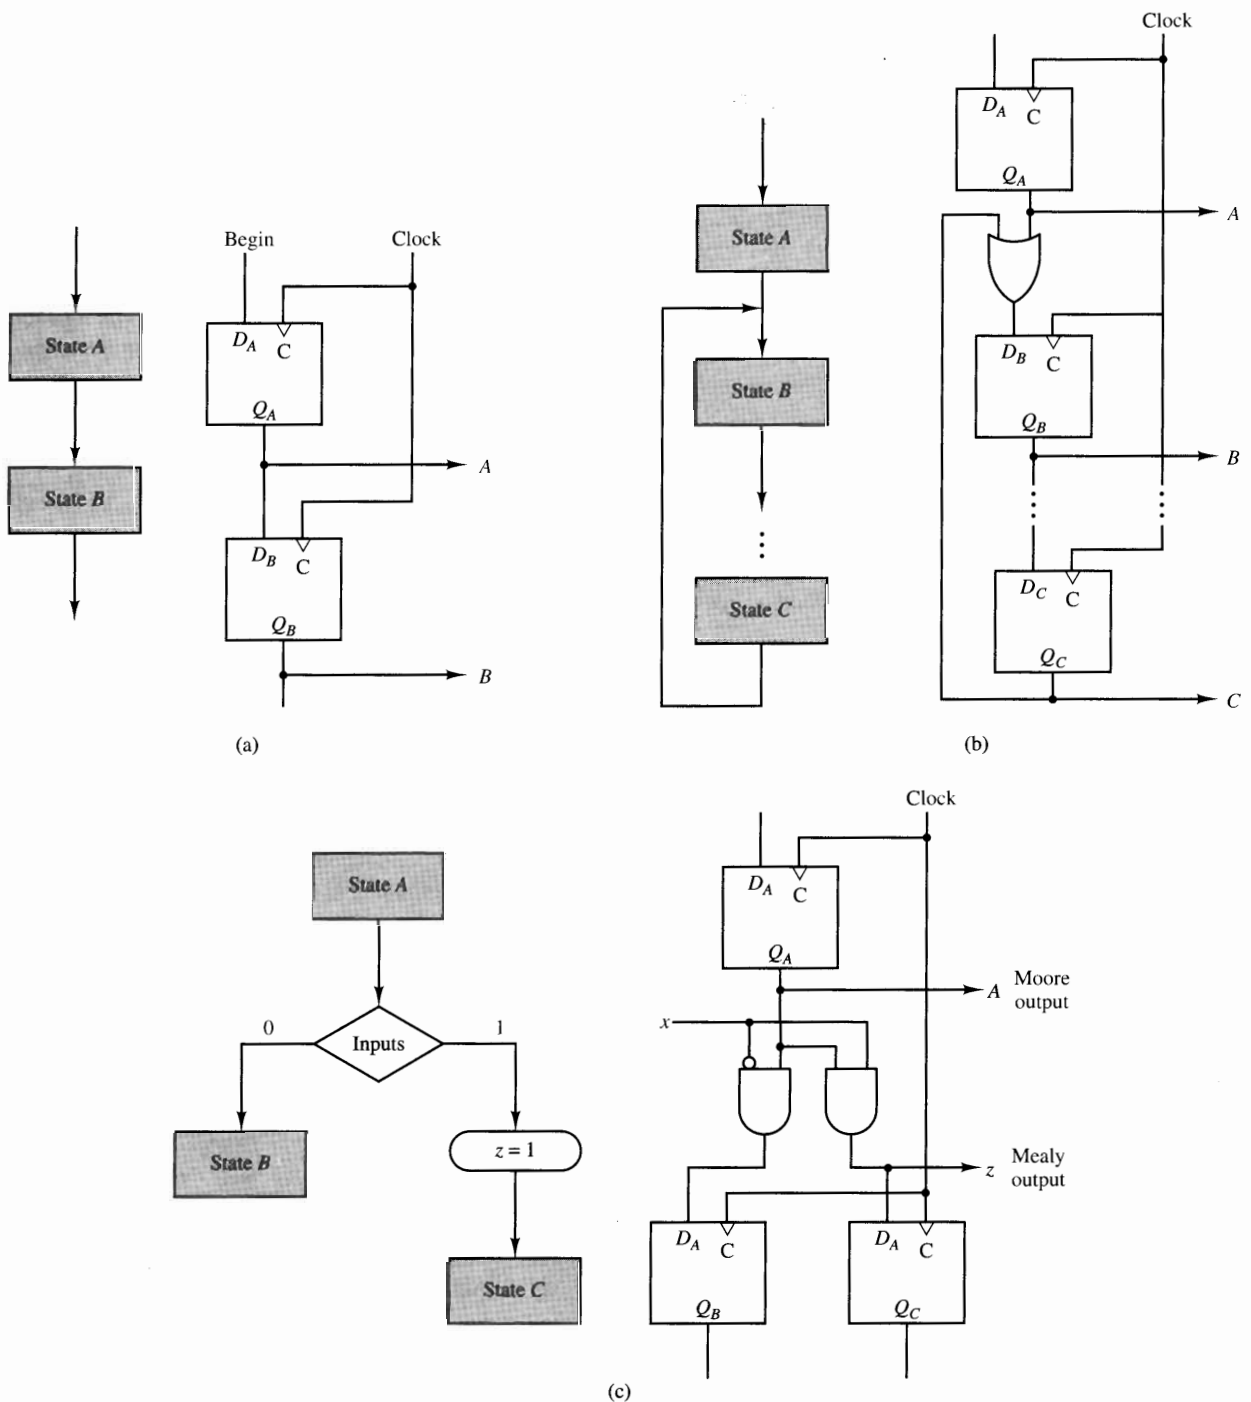 Begin
Clock
State A
D_A C
Q_A
A
State B
D_B C
Q_B
B
(a)
Clock
State A
D_A C
Q_A
A
State B
D_B C
Q_B
B
State C
D_C C
Q_C
C
(b)
State A
0
Inputs
1
State B
z = 1
State C
Clock
D_A C
Q_A
A
Moore
output
x
z
Mealy
output
D_A C
Q_B
D_A C
Q_C
(c)